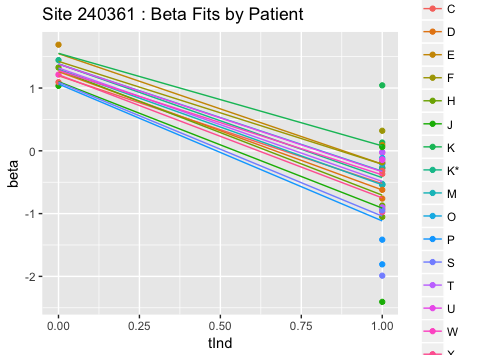 Site 240361 : Beta Fits by Patient
beta
1
0
-1
-2
0.00 0.25 0.50 0.75 1.00
tInd
C
D
E
F
H
J
K
K*
M
O
P
S
T
U
W